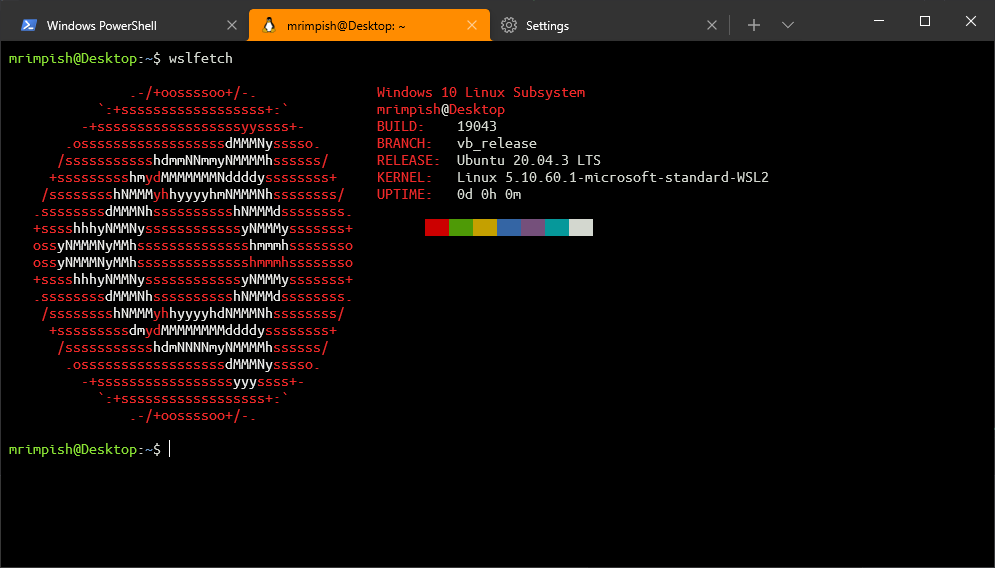 Windows PowerShell
mrimpish@Desktop: ~
Settings
mrimpish@Desktop:~$ wslfetch
.-/+oossssoo+/-. Windows 10 Linux Subsystem
`:+ssssssssssssssssss+:` mrimpish@Desktop
-+ssssssssssssssssssyyssss+- BUILD: 19043
.ossssssssssssssssssdMMMNysssso. BRANCH: vb_release
/ssssssssssshdmmNNmmyNMMMMhssssss/ RELEASE: Ubuntu 20.04.3 LTS
+ssssssssshmydMMMMMMMNddddyssssssss+ KERNEL: Linux 5.10.60.1-microsoft-standard-WSL2
/sssssssshNMMMyhhyyyyhmNMMMNhssssssss/ UPTIME: 0d 0h 0m
.ssssssssdMMMNhsssssssssshNMMMdssssssss.
+sssshhhyNMMNyssssssssssssyNMMMysssssss+
ossyNMMMNyMMhsssssssssssssshmmmhssssssso
ossyNMMMNyMMhsssssssssssssshmmmhssssssso
+sssshhhyNMMNyssssssssssssyNMMMysssssss+
.ssssssssdMMMNhsssssssssshNMMMdssssssss.
/sssssssshNMMMyhhyyyyhdNMMMNhssssssss/
+sssssssssdmydMMMMMMMMddddyssssssss+
/ssssssssssshdmNNNNmyNMMMMhssssss/
.ossssssssssssssssssdMMMNysssso.
-+sssssssssssssssssyyyssss+-
`:+ssssssssssssssssss+:`
.-/+oossssoo+/-.
mrimpish@Desktop:~$